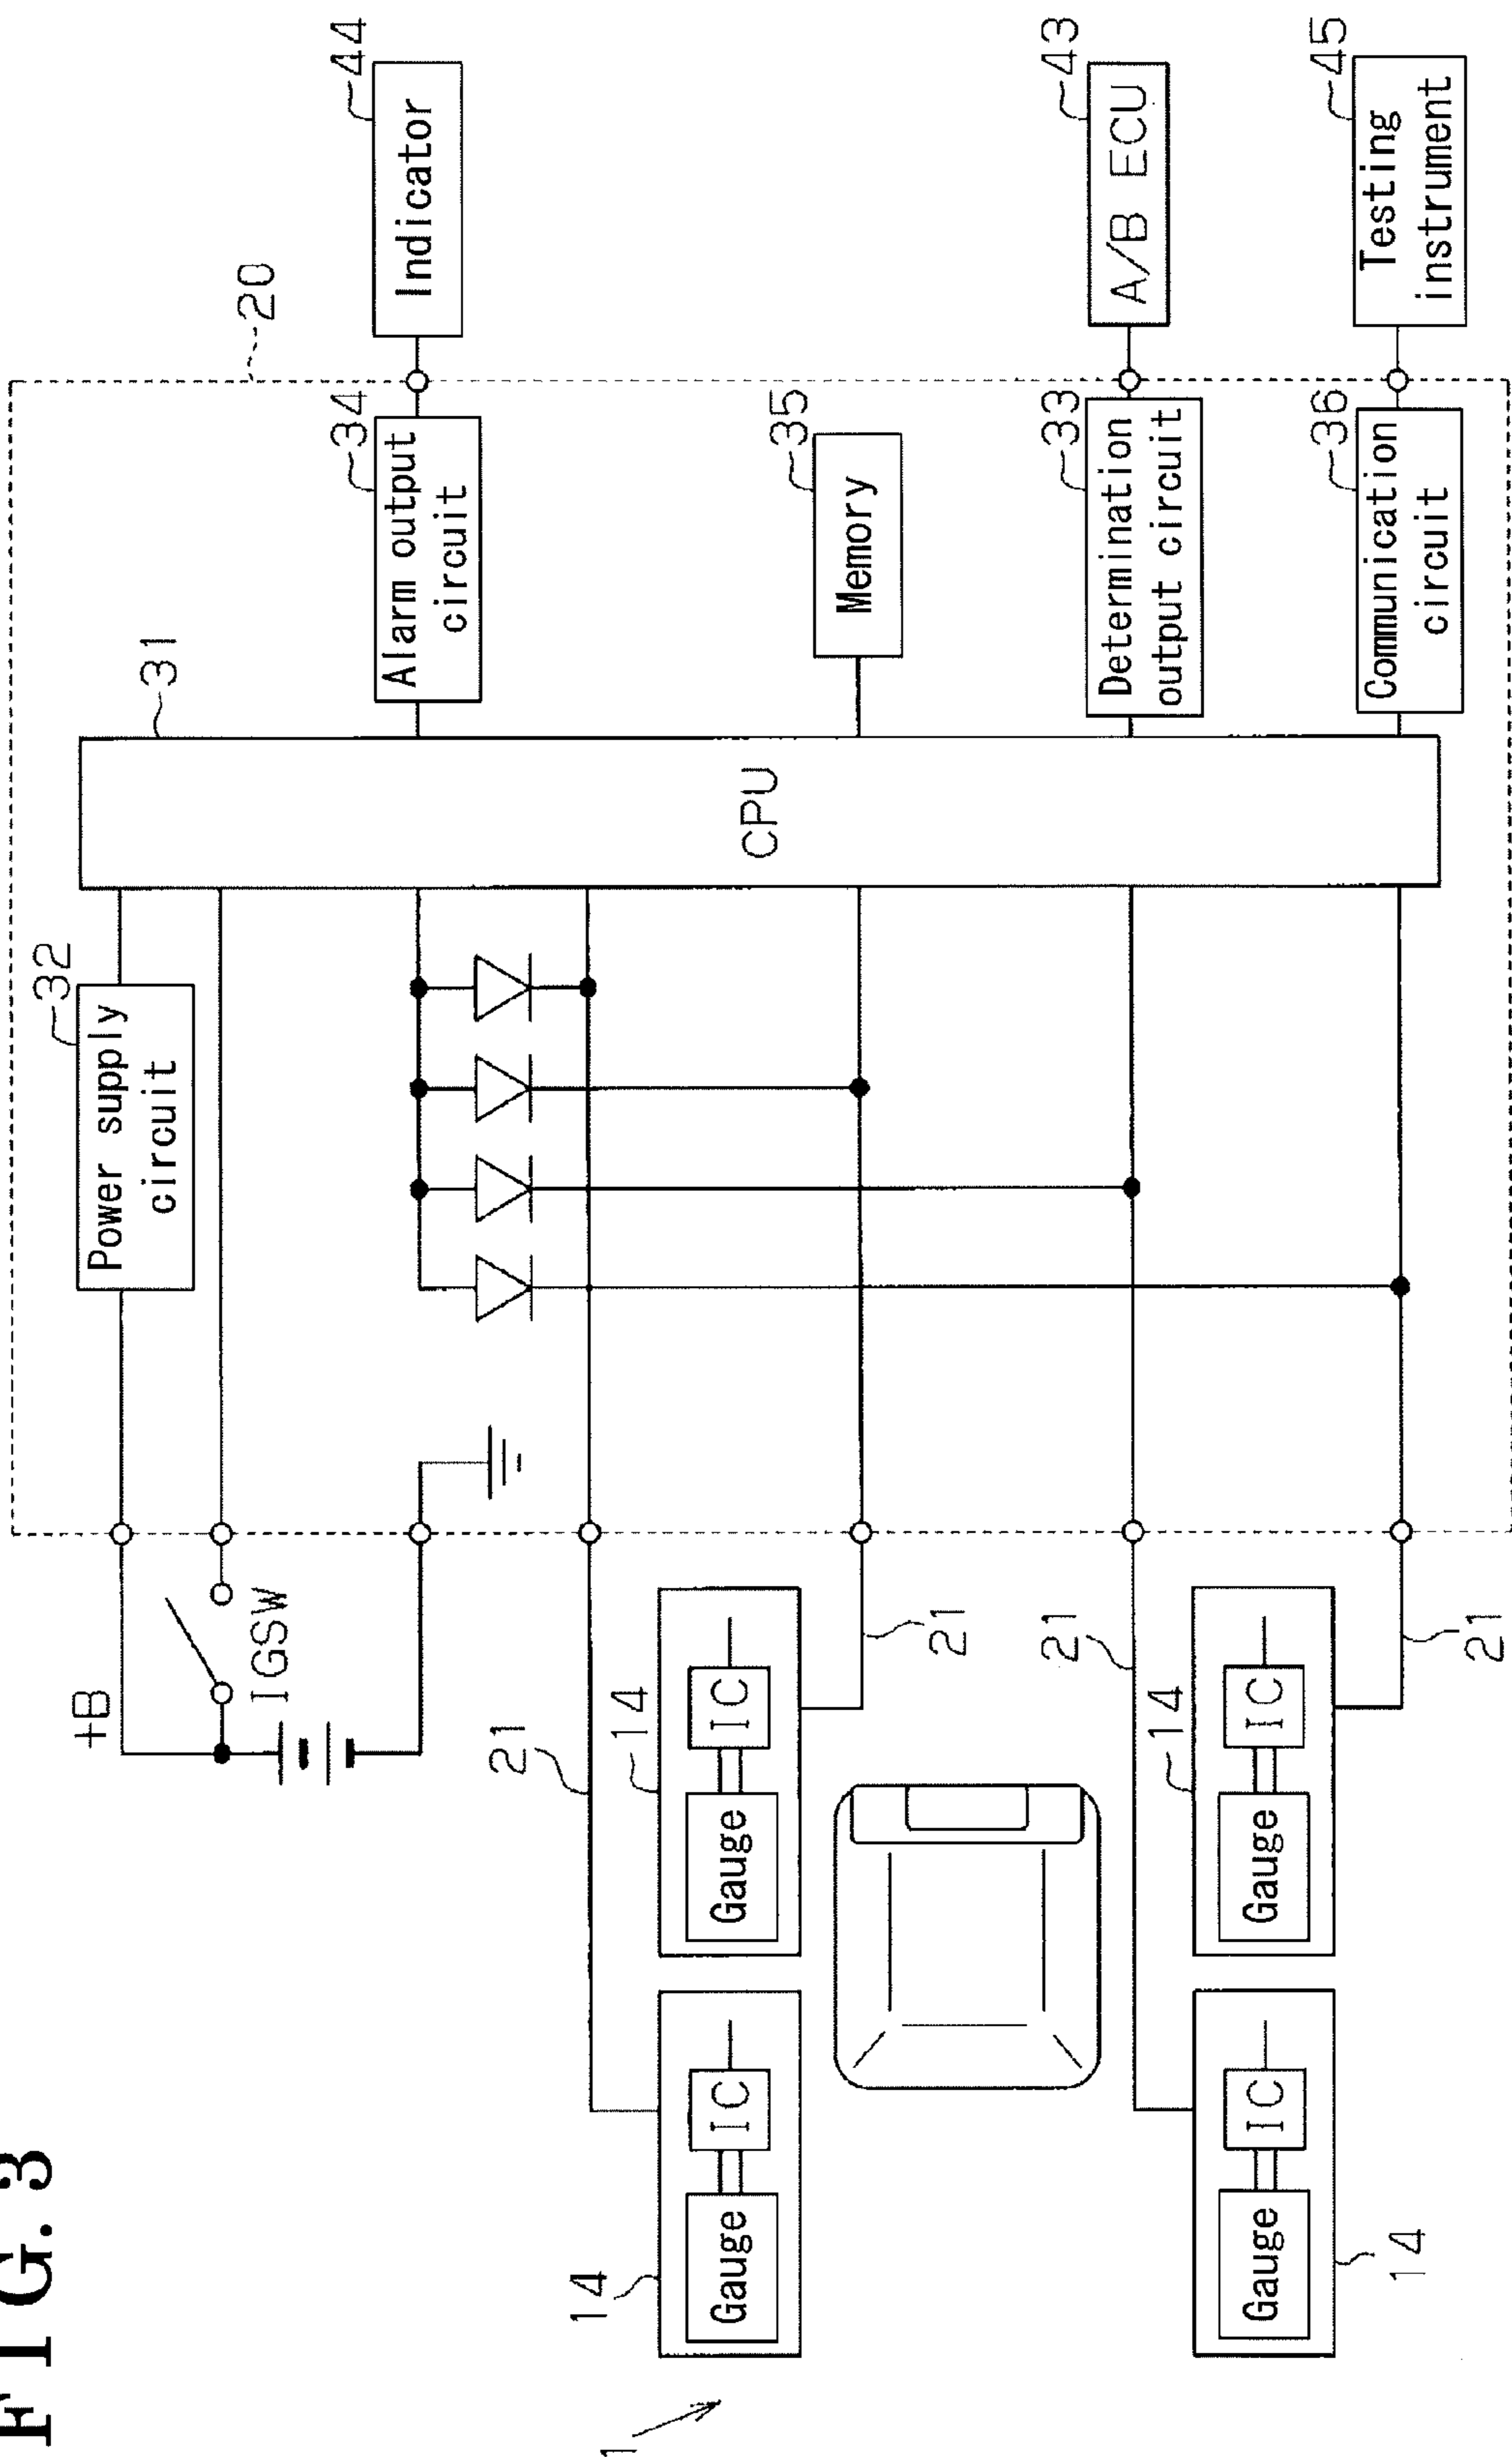 FIG. 3
1
+B
IGSW
32
Power supply
circuit
31
CPU
20
34
Alarm output
circuit
44
Indicator
35
Memory
33
Determination
output circuit
43
A/B ECU
36
Communication
circuit
45
Testing
instrument
21
14
Gauge
IC
14
Gauge
IC
21
21
14
Gauge
IC
14
Gauge
IC
21